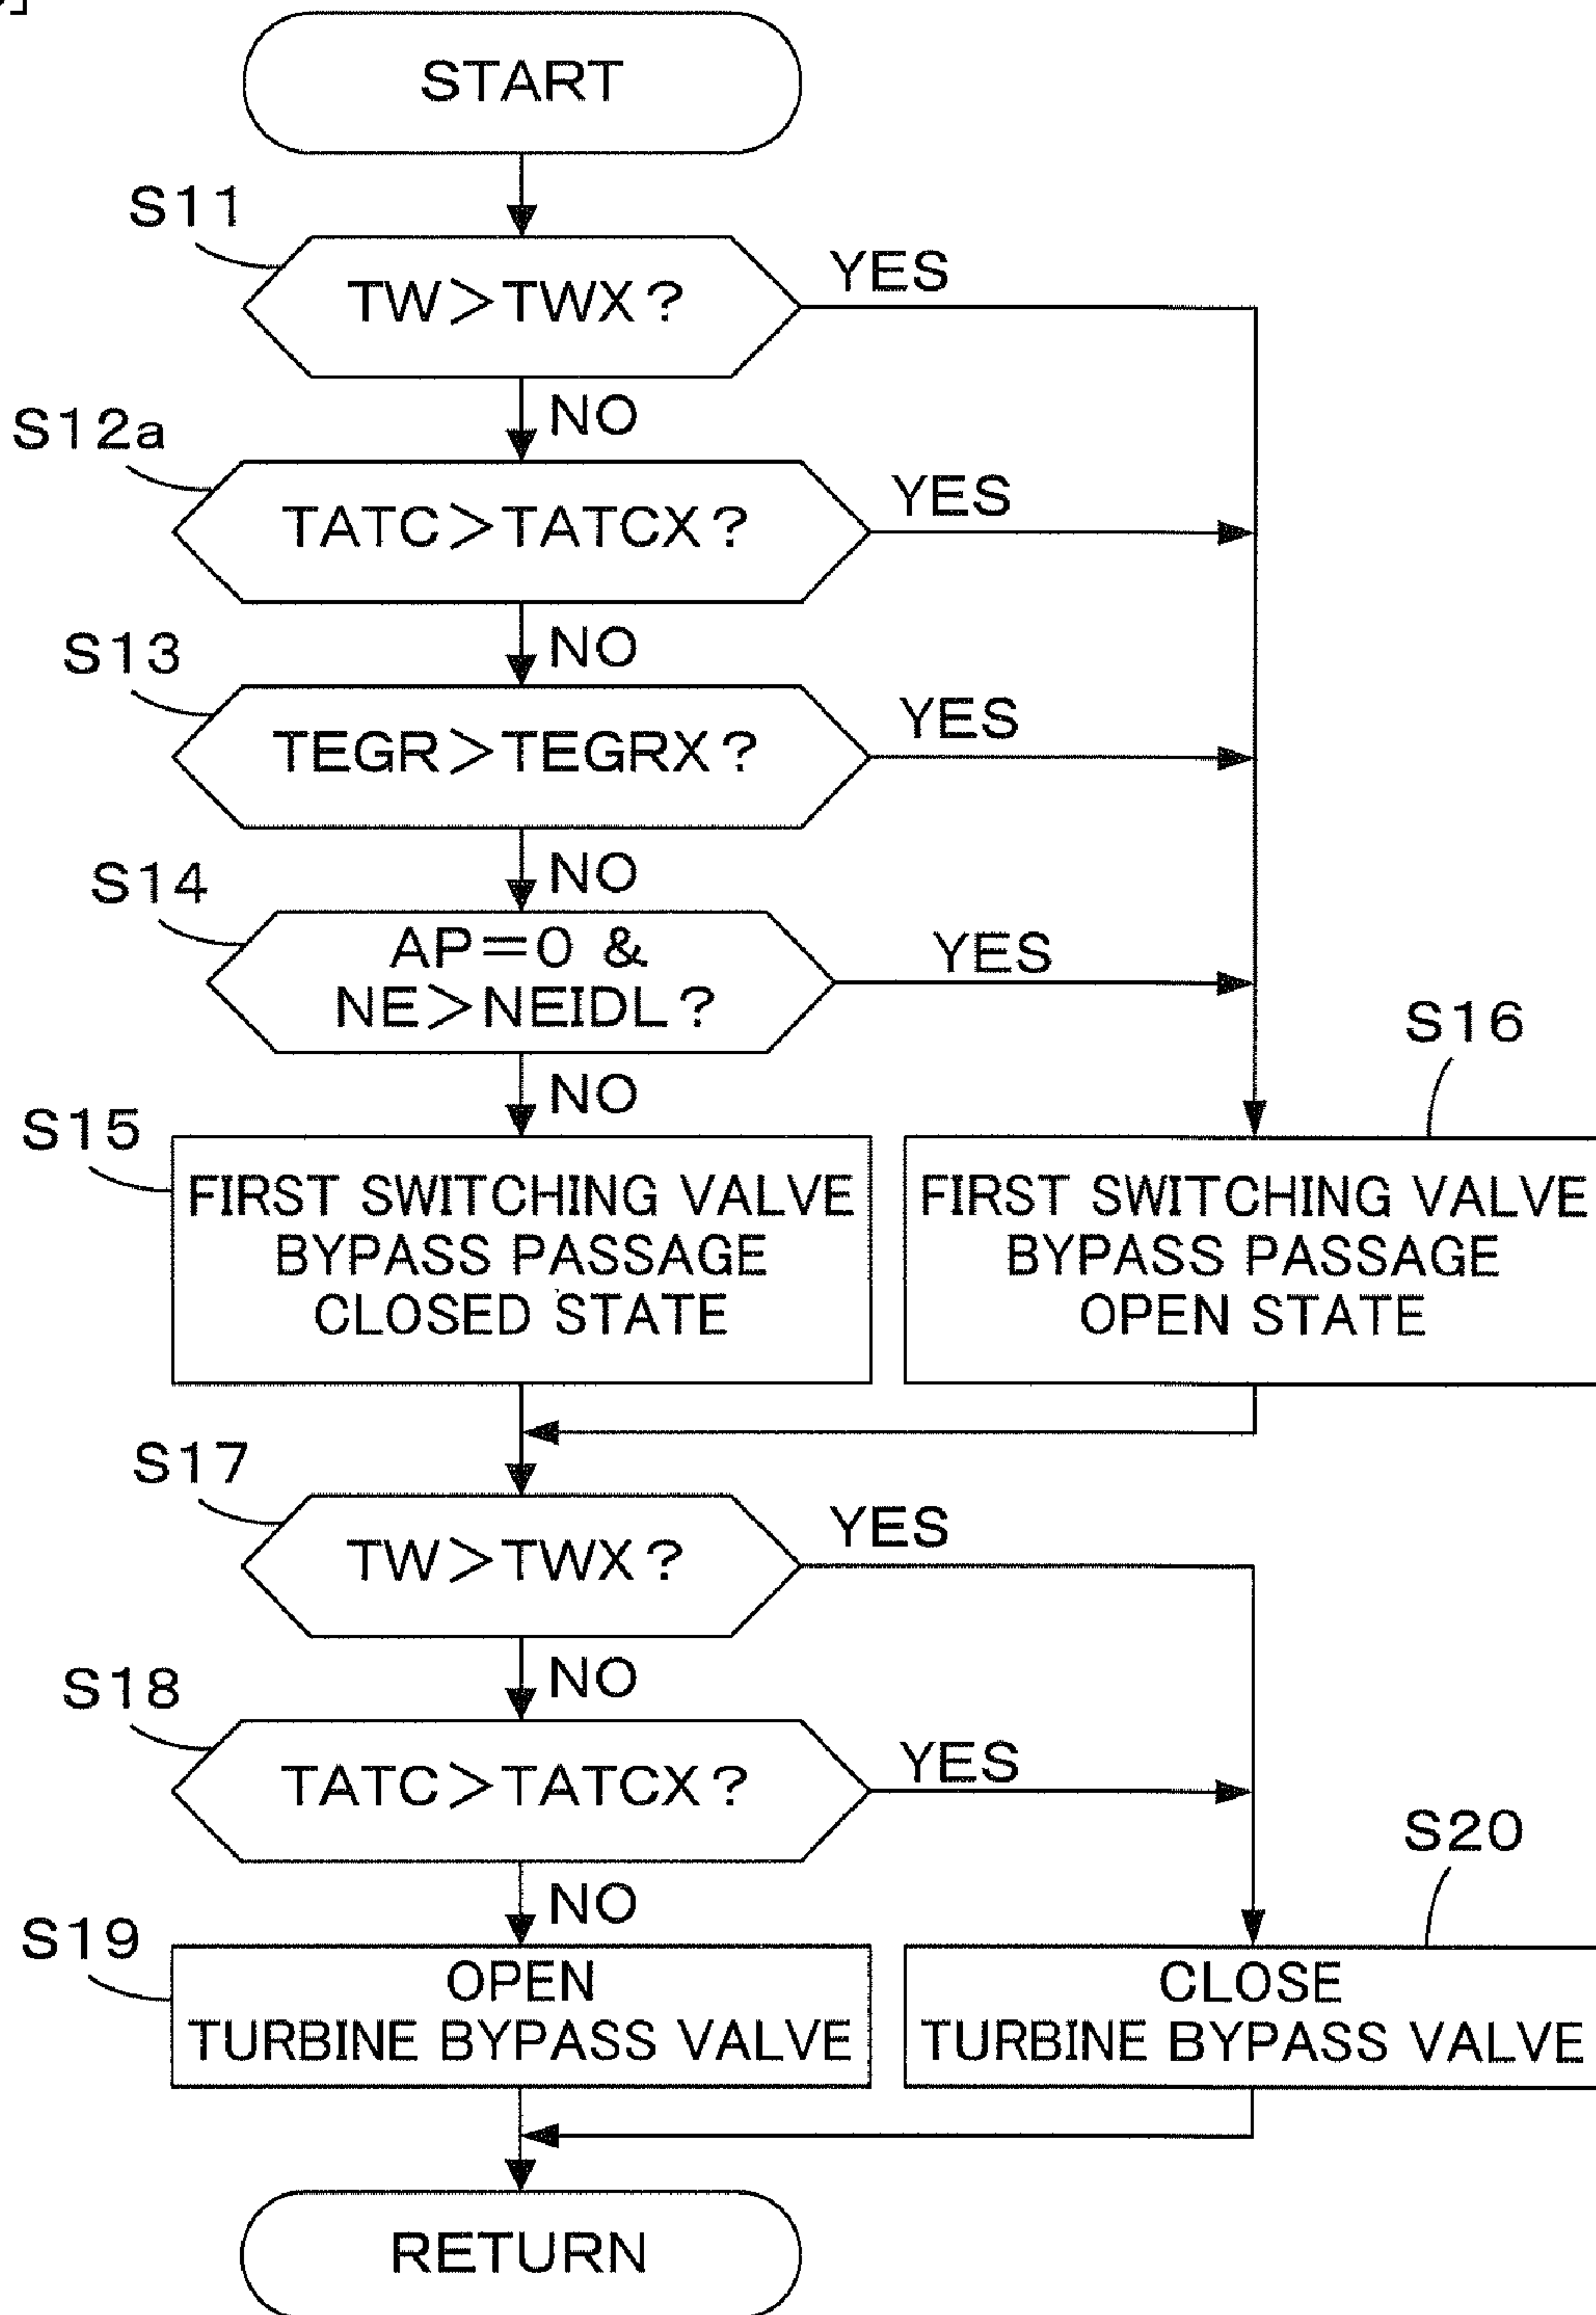 START
S11
TW>TWX?
YES
NO
S12a
TATC>TATCX?
YES
NO
S13
TEGR>TEGRX?
YES
NO
S14
AP=0 &
NE>NEIDL?
YES
NO
S15
FIRST SWITCHING VALVE
BYPASS PASSAGE
CLOSED STATE
S16
FIRST SWITCHING VALVE
BYPASS PASSAGE
OPEN STATE
S17
TW>TWX?
YES
NO
S18
TATC>TATCX?
YES
NO
S19
OPEN
TURBINE BYPASS VALVE
S20
CLOSE
TURBINE BYPASS VALVE
RETURN